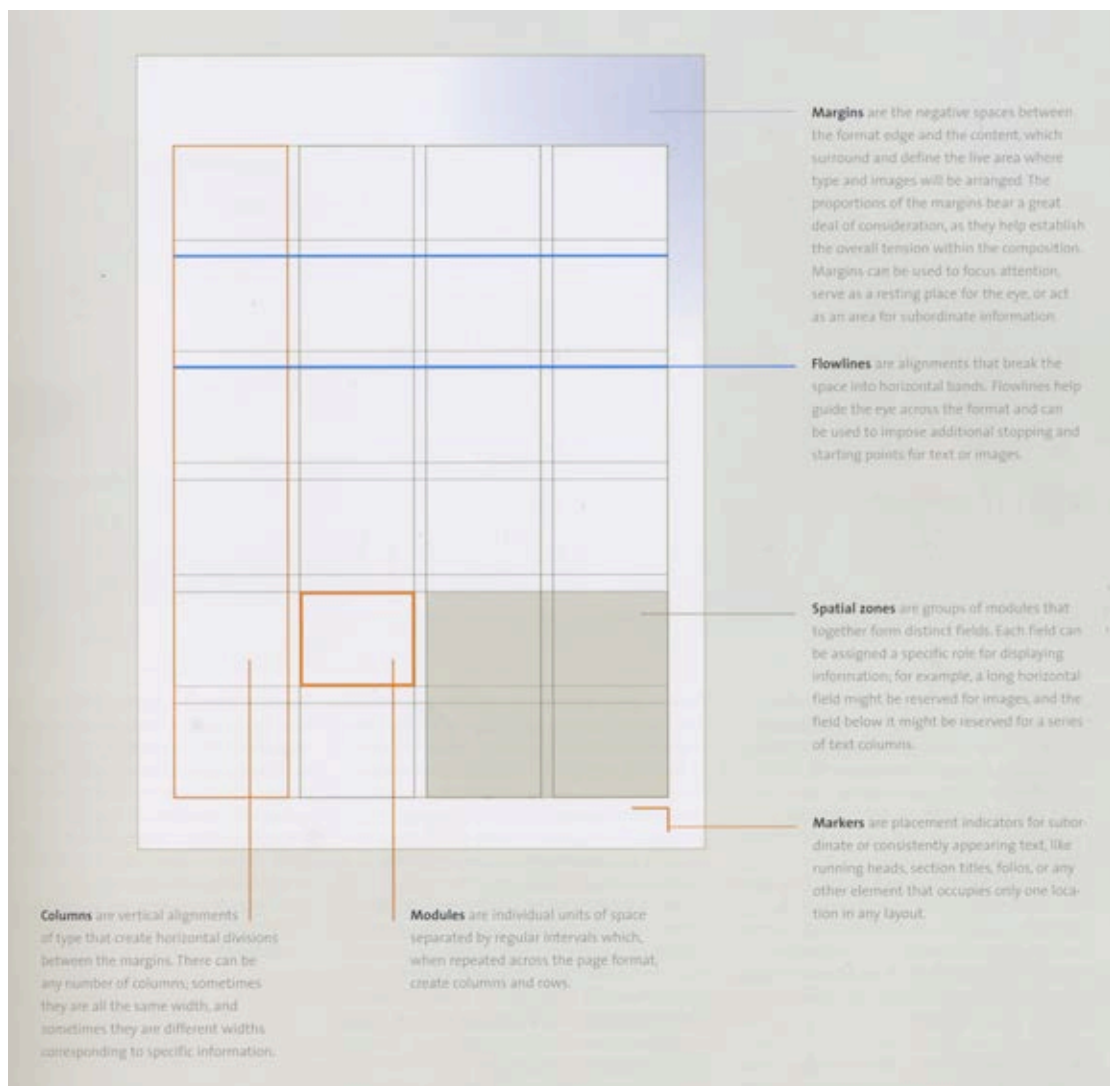 Margins are the negative spaces between
the format edge and the content, which
surround and define the live area where
type and images will be arranged. The
proportions of the margins bear a great
deal of consideration, as they help establish
the overall tension within the composition.
Margins can be used to focus attention,
serve as a resting place for the eye, or act
as an area for subordinate information.
Flowlines are alignments that break the
space into horizontal bands. Flowlines help
guide the eye across the format and can
be used to impose additional stopping and
starting points for text or images.
Spatial zones are groups of modules that
together form distinct fields. Each field can
be assigned a specific role for displaying
information; for example, a long horizontal
field might be reserved for images, and the
field below it might be reserved for a series
of text columns.
Markers are placement indicators for subor-
dinate or consistently appearing text, like
running heads, section titles, folios, or any
other element that occupies only one loca-
tion in any layout.
Columns are vertical alignments
of type that create horizontal divisions
between the margins. There can be
any number of columns; sometimes
they are all the same width, and
sometimes they are different widths
corresponding to specific information.
Modules are individual units of space
separated by regular intervals which,
when repeated across the page format,
create columns and rows.